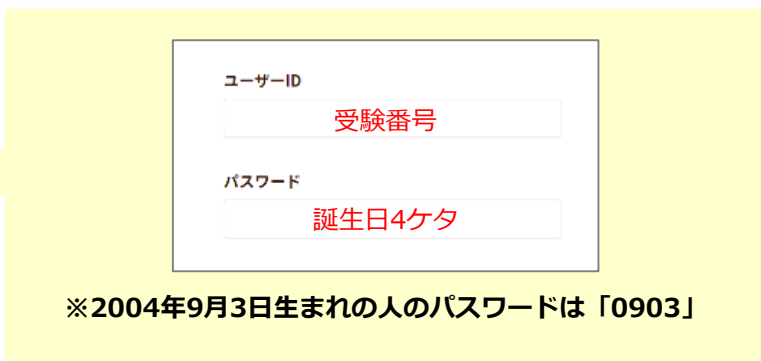 ユーザーID
受験番号
パスワード
誕生日4ケタ
※2004年9月3日生まれの人のパスワードは「0903」